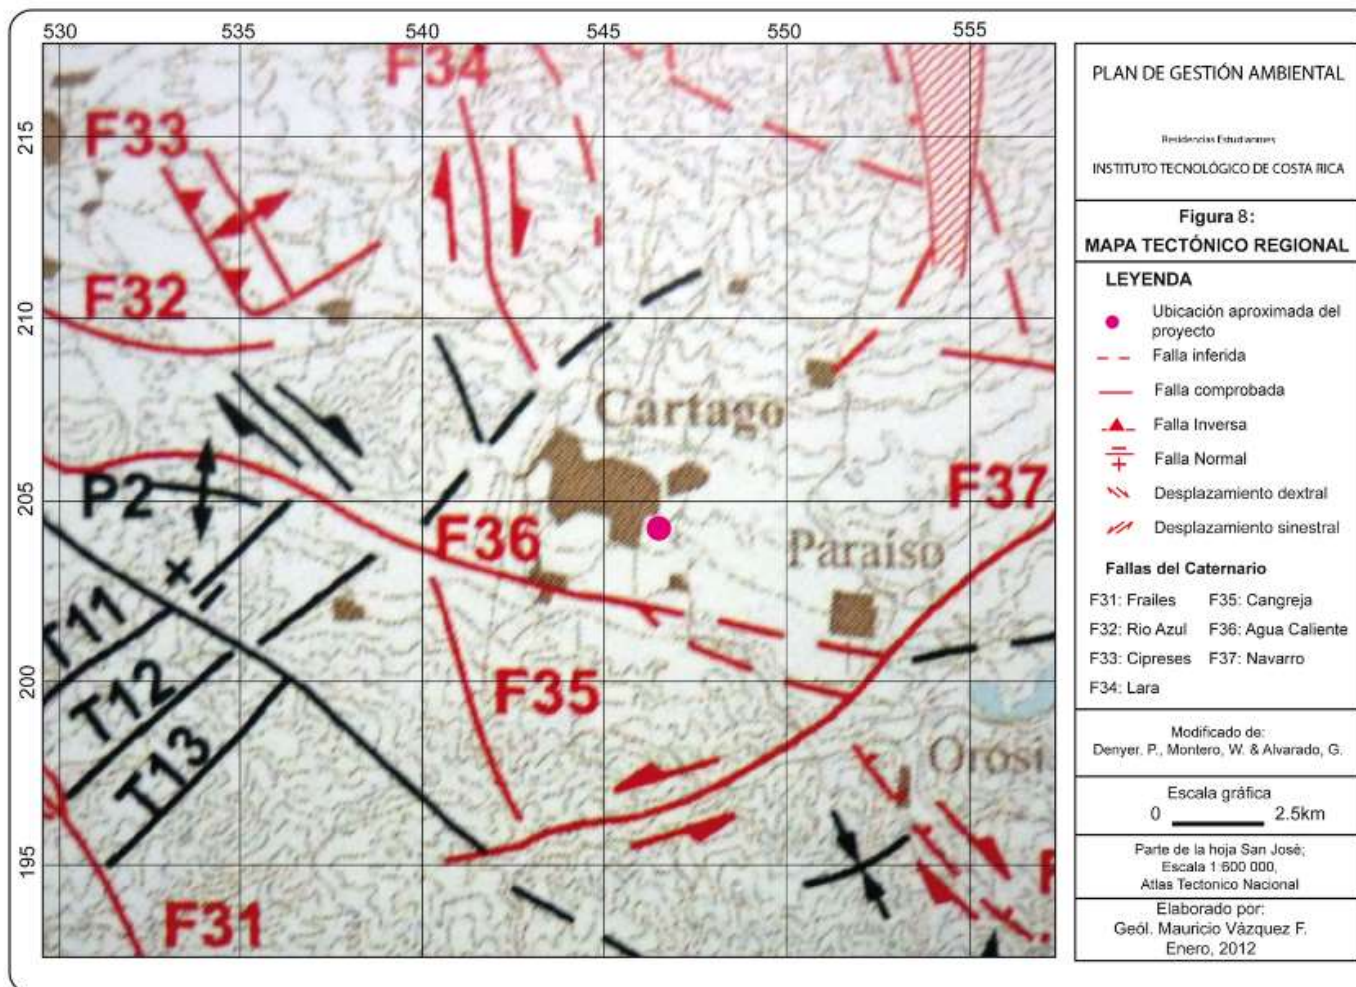 530 535 540 545 550 555
215
210
205
200
195
F34
F33
F32
Cartago
P2
F37
F36
Paraíso
T11
T12
F35
T13
Orosi
F31
F
PLAN DE GESTIÓN AMBIENTAL
Residencias Estudiantiles
INSTITUTO TECNOLÓGICO DE COSTA RICA
Figura 8:
MAPA TECTÓNICO REGIONAL
LEYENDA
Ubicación aproximada del
proyecto
Falla inferida
Falla comprobada
Falla Inversa
Falla Normal
Desplazamiento dextral
Desplazamiento sinestral
Fallas del Caternario
F31: Frailes F35: Cangreja
F32: Rio Azul F36: Agua Caliente
F33: Cipreses F37: Navarro
F34: Lara
Modificado de:
Denyer. P., Montero, W. & Alvarado, G.
Escala gráfica
0 2.5km
Parte de la hoja San José;
Escala 1:600 000,
Atlas Tectonico Nacional
Elaborado por:
Geól. Mauricio Vázquez F.
Enero, 2012